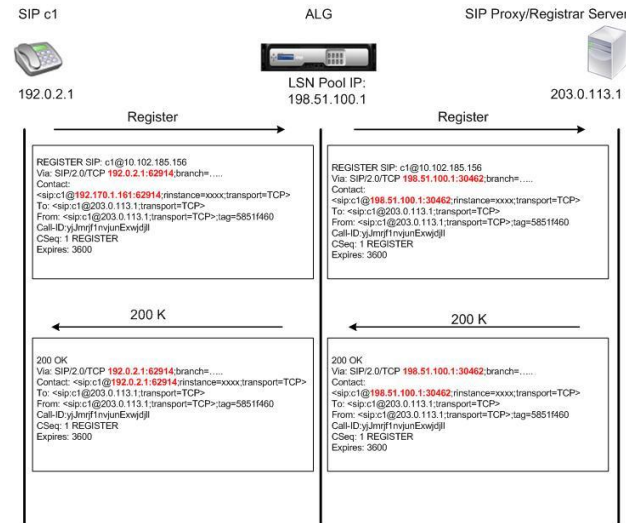 SIP c1
ALG
SIP Proxy/Registrar Server
192.0.2.1
LSN Pool IP:
198.51.100.1
203.0.113.1
Register
Register
REGISTER SIP: c1@10.102.185.156
Via: SIP/2.0/TCP 192.0.2.1:62914;branch=.....
Contact:
<sip:c1@192.170.1.161:62914;rinstance=xxxx;transport=TCP>
To: <sip:c1@203.0.113.1;transport=TCP>
From: <sip:c1@203.0.113.1;transport=TCP>;tag=5851f460
Call-ID:yjJmrjf1nvjunExwjdjll
CSeq: 1 REGISTER
Expires: 3600
REGISTER SIP: c1@10.102.185.156
Via: SIP/2.0/TCP 198.51.100.1:30462;branch=.....
Contact:
<sip:c1@198.51.100.1:30462;rinstance=xxxx;transport=TCP>
To: <sip:c1@203.0.113.1;transport=TCP>
From: <sip:c1@203.0.113.1;transport=TCP>;tag=5851f460
Call-ID:yjJmrjf1nvjunExwjdjll
CSeq: 1 REGISTER
Expires: 3600
200 K
200 K
200 OK
Via: SIP/2.0/TCP 192.0.2.1:62914;branch=.....
Contact: <sip:c1@192.0.2.1:62914;rinstance=xxxx;transport=TCP>
To: <sip:c1@203.0.113.1;transport=TCP>
From: <sip:c1@203.0.113.1;transport=TCP>;tag=5851f460
Call-ID:yjJmrjf1nvjunExwjdjll
CSeq: 1 REGISTER
Expires: 3600
200 OK
Via: SIP/2.0/TCP 198.51.100.1:30462;branch=.....
Contact:
<sip:c1@198.51.100.1:30462;rinstance=xxxx;transport=TCP>
To: <sip:c1@203.0.113.1;transport=TCP>
From: <sip:c1@203.0.113.1;transport=TCP>;tag=5851f460
Call-ID:yjJmrjf1nvjunExwjdjll
CSeq: 1 REGISTER
Expires: 3600